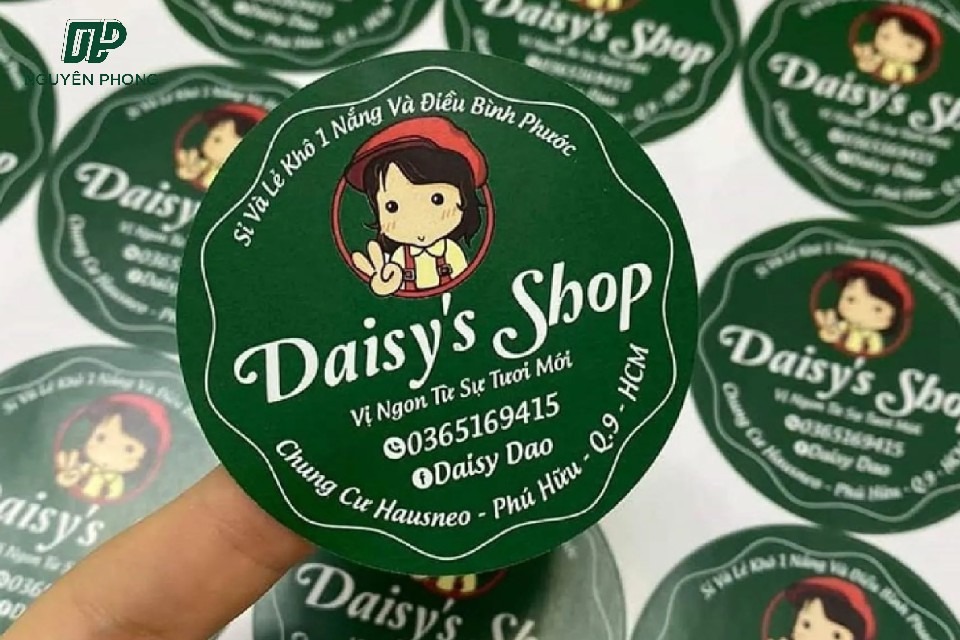 NGUYÊN PHONG
Sỉ Và Lẻ Khô 1 Nắng Và Điều Bình Phước
Daisy's Shop
Vị Ngon Từ Sự Tươi Mới
0365169415
Daisy Dao
Chung Cư Hausneo - Phú Hữu - Q.9 - HCM